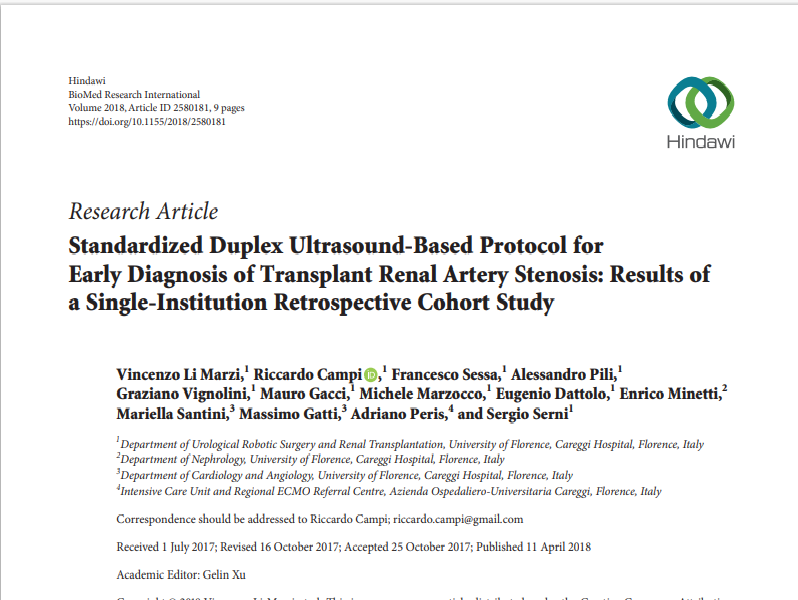 Hindawi
BioMed Research International
Volume 2018, Article ID 2580181, 9 pages
https://doi.org/10.1155/2018/2580181
Hindawi
Research Article
Standardized Duplex Ultrasound-Based Protocol for
Early Diagnosis of Transplant Renal Artery Stenosis: Results of
a Single-Institution Retrospective Cohort Study
Vincenzo Li Marzi,1 Riccardo Campi iD,1 Francesco Sessa,1 Alessandro Pili,1
Graziano Vignolini,1 Mauro Gacci,1 Michele Marzocco,1 Eugenio Dattolo,1 Enrico Minetti,2
Mariella Santini,3 Massimo Gatti,3 Adriano Peris,4 and Sergio Serni1
1Department of Urological Robotic Surgery and Renal Transplantation, University of Florence, Careggi Hospital, Florence, Italy
2Department of Nephrology, University of Florence, Careggi Hospital, Florence, Italy
3Department of Cardiology and Angiology, University of Florence, Careggi Hospital, Florence, Italy
4Intensive Care Unit and Regional ECMO Referral Centre, Azienda Ospedaliero-Universitaria Careggi, Florence, Italy
Correspondence should be addressed to Riccardo Campi; riccardo.campi@gmail.com
Received 1 July 2017; Revised 16 October 2017; Accepted 25 October 2017; Published 11 April 2018
Academic Editor: Gelin Xu